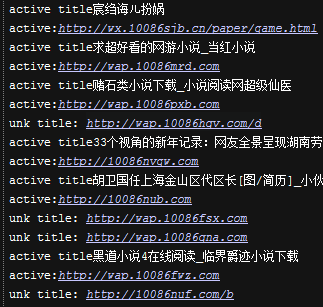 active title宸绉诲ㄦ扮娲
active:http://wx.10086sjb.cn/paper/game.html
active title求超好看的网游小说_当红小说
active:http://wap.10086mrd.com
active title赌石类小说下载_小说阅读网超级仙医
active:http://wap.10086pxb.com
unk title: http://wap.10086hqv.com/d
active title33个视角的新年记录: 网友全景呈现湖南劳
active:http://10086nvqw.com
active title胡卫国任上海金山区代区长[图/简历]_小伙
active:http://10086nub.com
unk title: http://wap.10086fsx.com
unk title: http://wap.10086qna.com
active title黑道小说4在线阅读_临界爵迹小说下载
active:http://wap.10086fwz.com
unk title: http://10086nuf.com/b